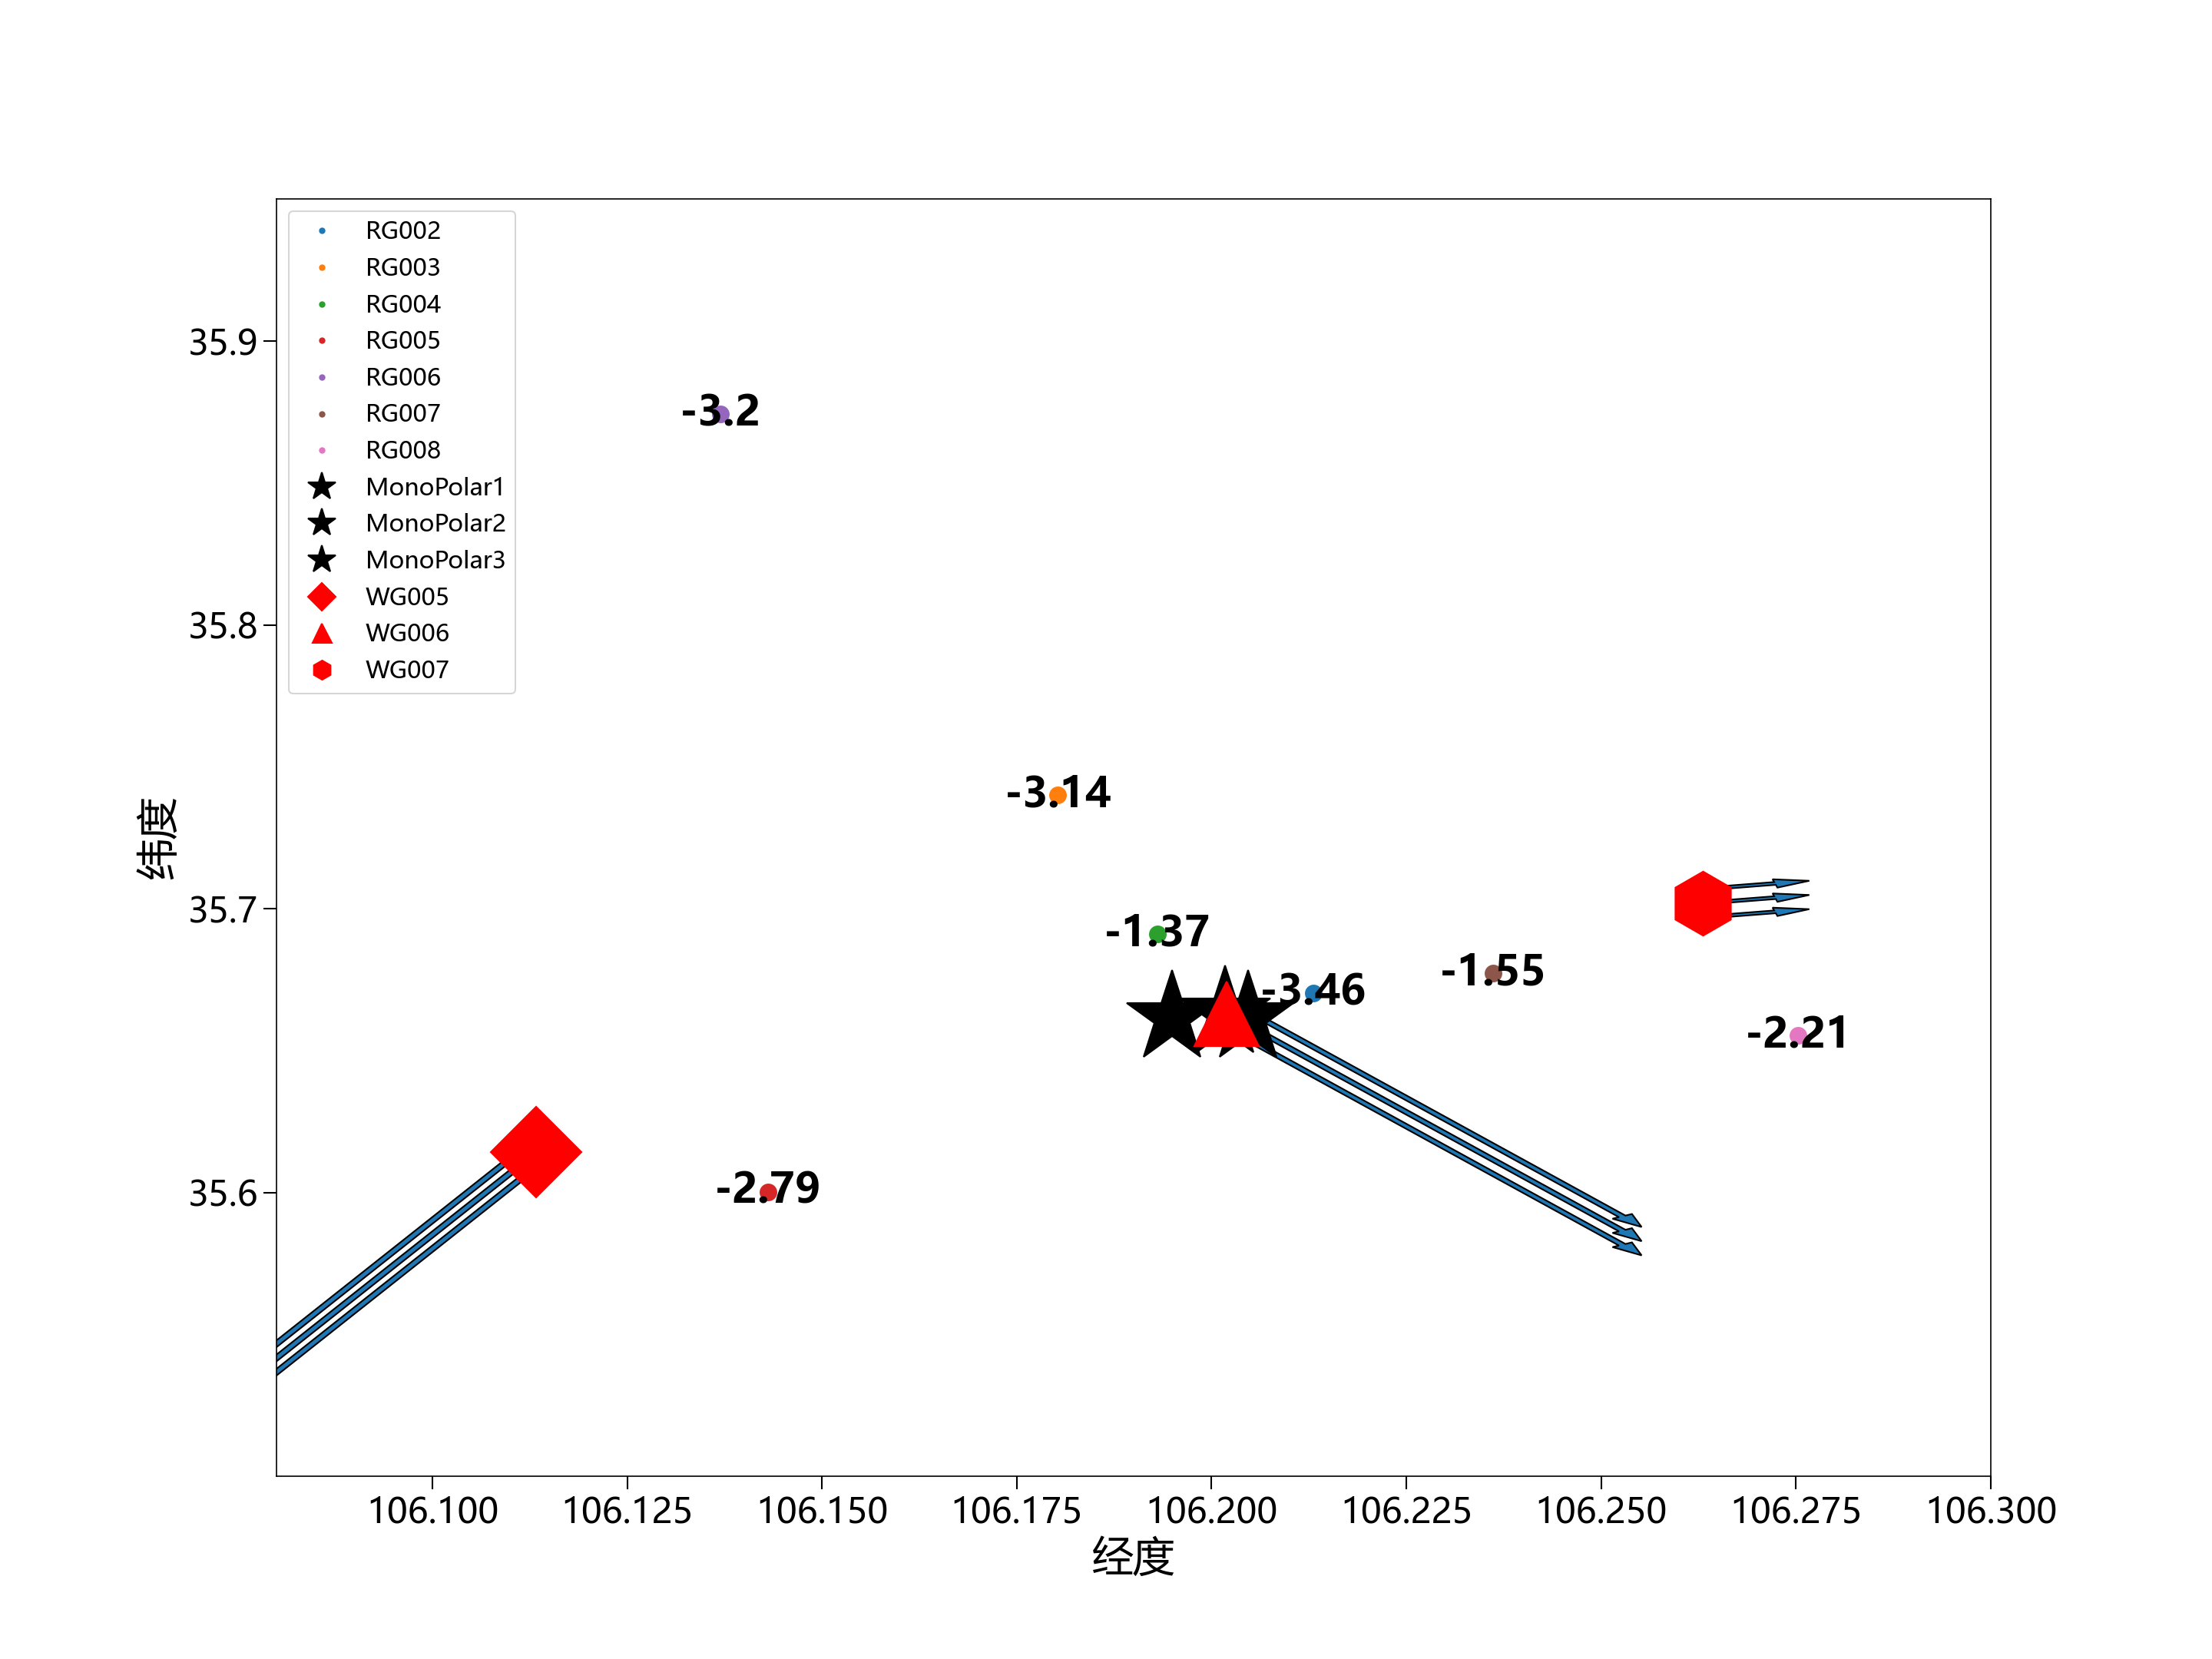 RG002
RG003
RG004
RG005
RG006
RG007
RG008
MonoPolar1
MonoPolar2
MonoPolar3
WG005
WG006
WG007
35.9
35.8
35.7
35.6
纬度
-3.2
-3.14
-1.37
-3.46
-1.55
-2.21
-2.79
106.100
106.125
106.150
106.175
106.200
106.225
106.250
106.275
106.300
经度